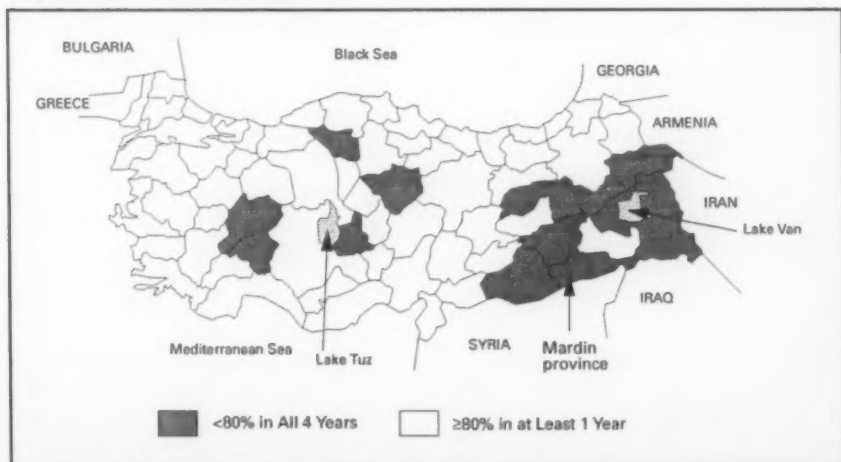 BULGARIA
Black Sea
GEORGIA
GREECE
ARMENIA
IRAN
Lake Van
IRAQ
SYRIA
Mardin
province
Mediterranean Sea
Lake Tuz
<80% in All 4 Years
≥80% in at Least 1 Year